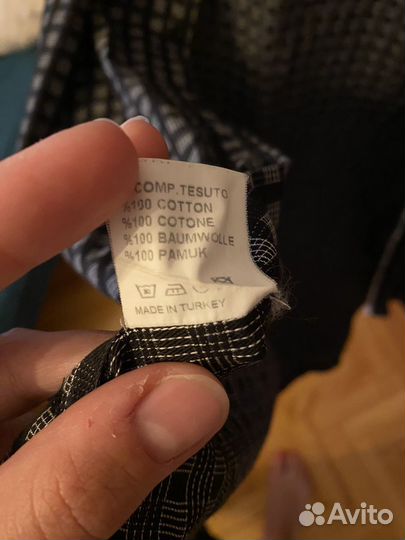 COMP.TESUTO
%100 COTTON
%100 COTONE
%100 BAUMWOLLE
%100 PAMUK
MADE IN TURKEY
Avito